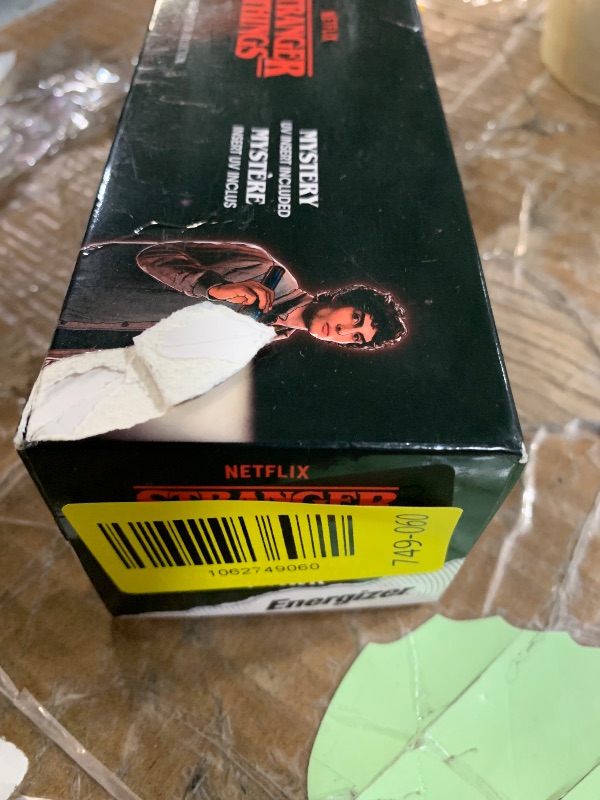 NETFLIX
STRANGER
THINGS
MYSTERY
UV INSERT INCLUDED
MYSTÈRE
INSERT UV INCLUS
NETFLIX
STRANGER
1062749060
749-060
Energizer